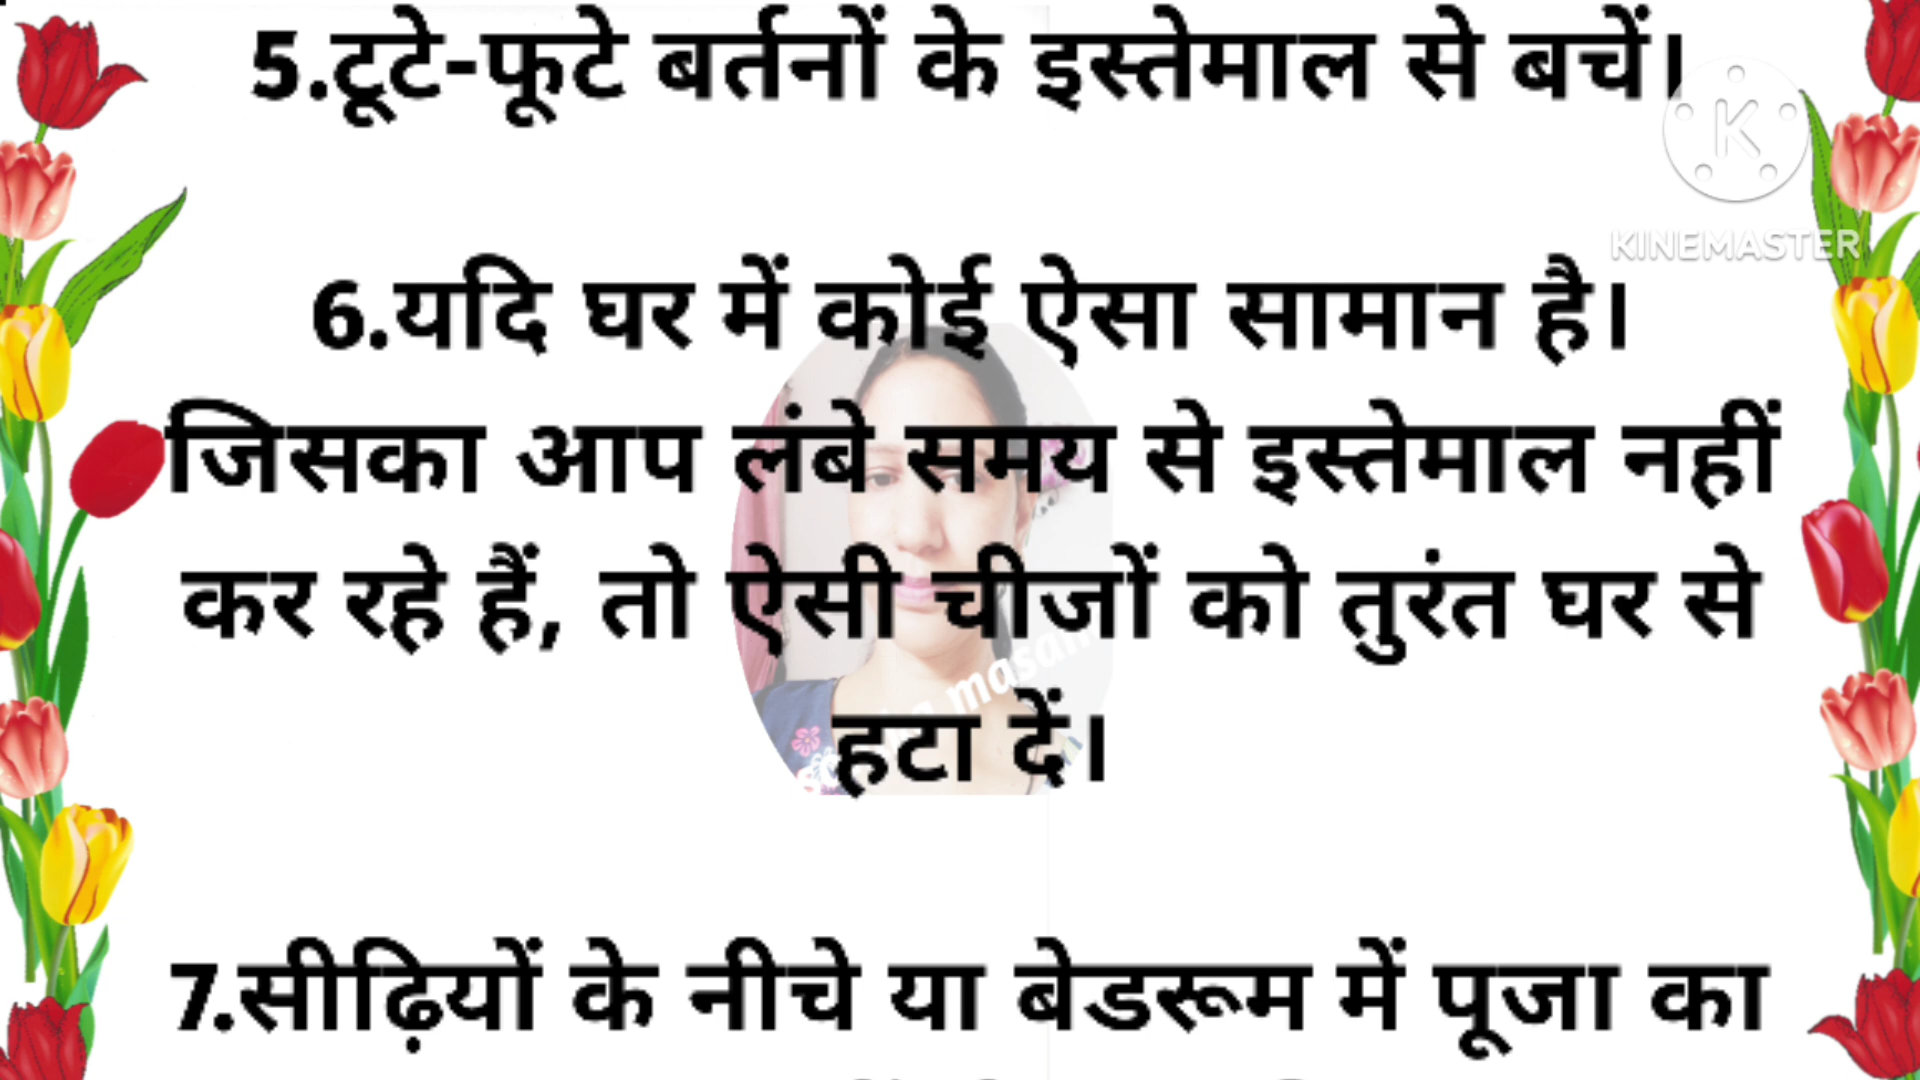 5.टूटे-फूटे बर्तनों के इस्तेमाल से बचें।
KINEMASTER
6.यदि घर में कोई ऐसा सामान है।
जिसका आप लंबे समय से इस्तेमाल नहीं
कर रहे हैं, तो ऐसी चीजों को तुरंत घर से
हटा दें।
7.सीढ़ियों के नीचे या बेडरूम में पूजा का